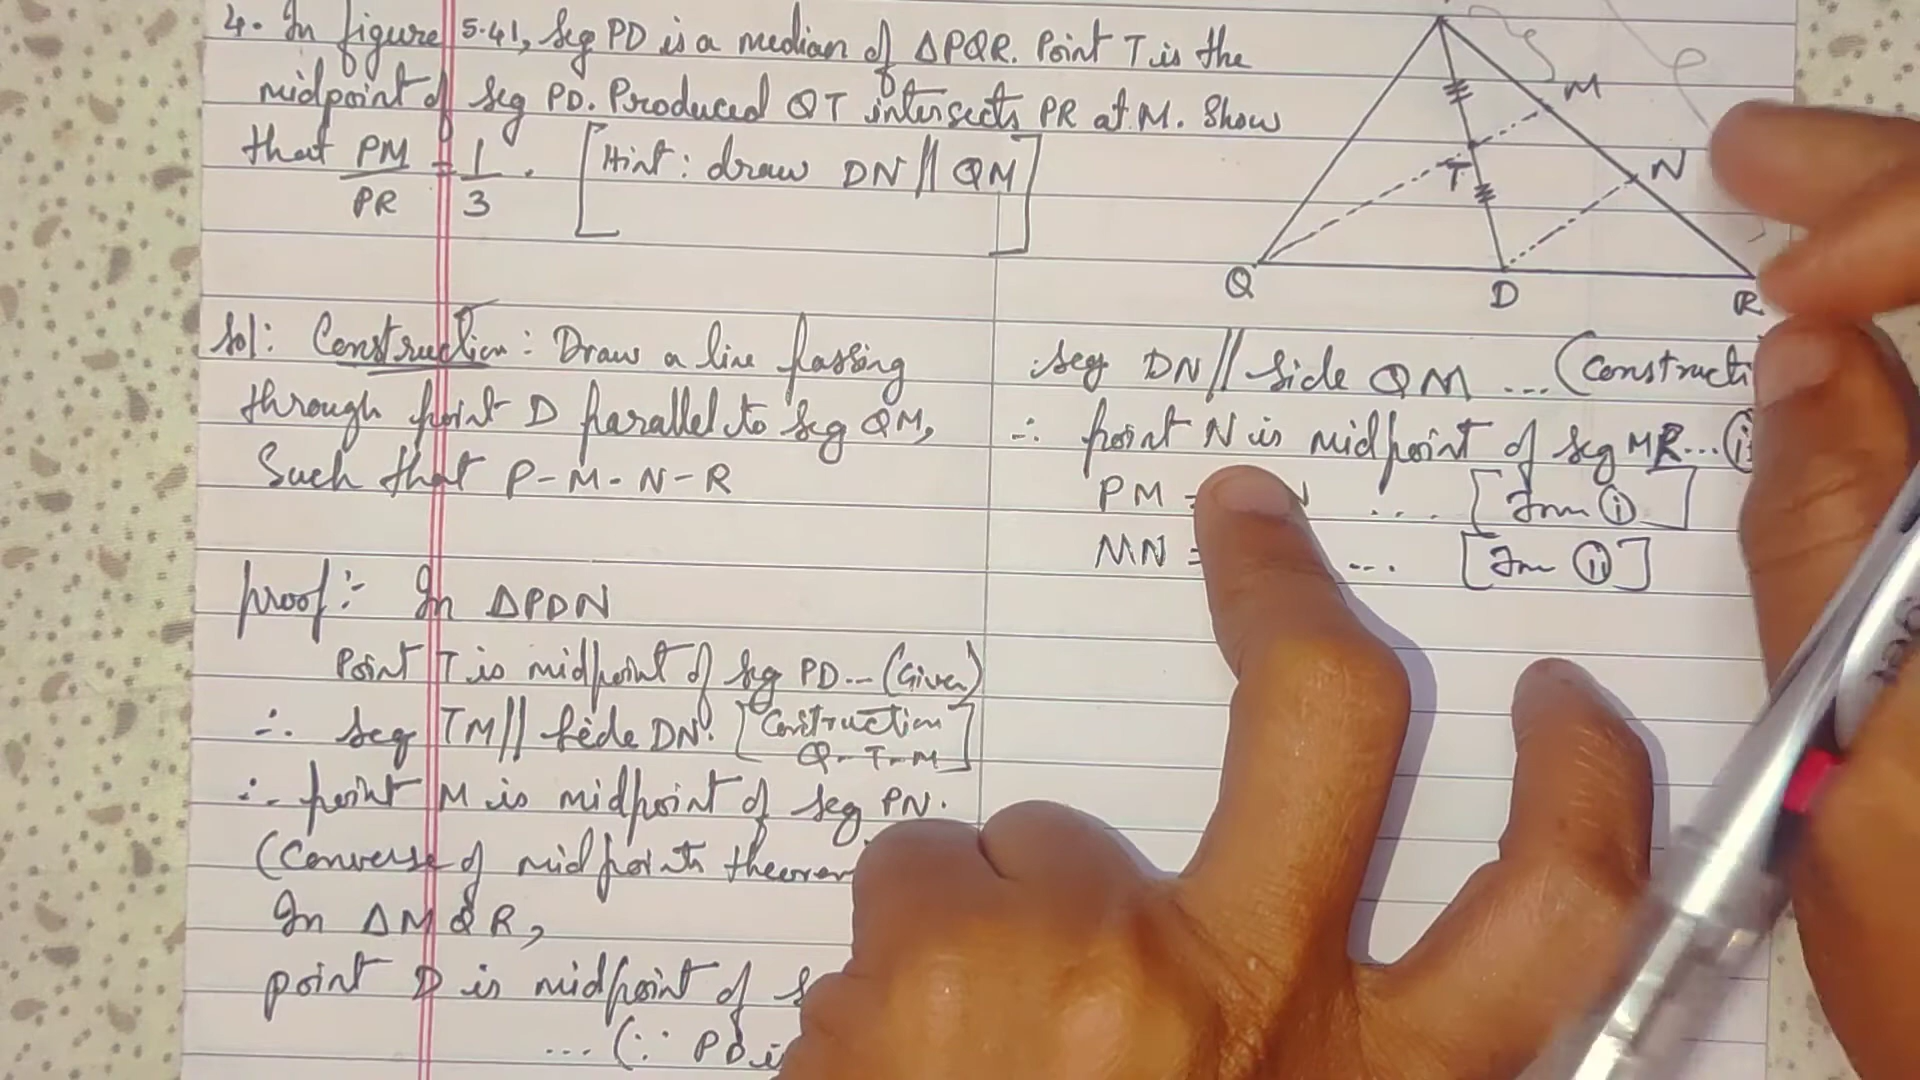 4. In figure 5.41, Seg PD is a median of ΔPQR. Point T is the
midpoint of seg PD. Produced QT intersects PR at M. Show
that PM/PR = 1/3. [Hint: draw DN || QM]
M
N
T
Q D R
Sol: Construction: Draw a line passing
through point D parallel to seg QM,
Such that P-M-N-R
proof:- In ΔPDN
Point T is midpoint of seg PD... (Given)
∴ seg TM || side DN. [Construction
Q-T-M]
∴ point M is midpoint of seg PN.
(Converse of midpoint theorem
In ΔMQR,
point D is midpoint of
... (∵ PD is
seg DN || side QM ... (Constructi
∴ point N is midpoint of seg MR... (ii
PM = ... [From (i)]
MN = ... [From (ii)]